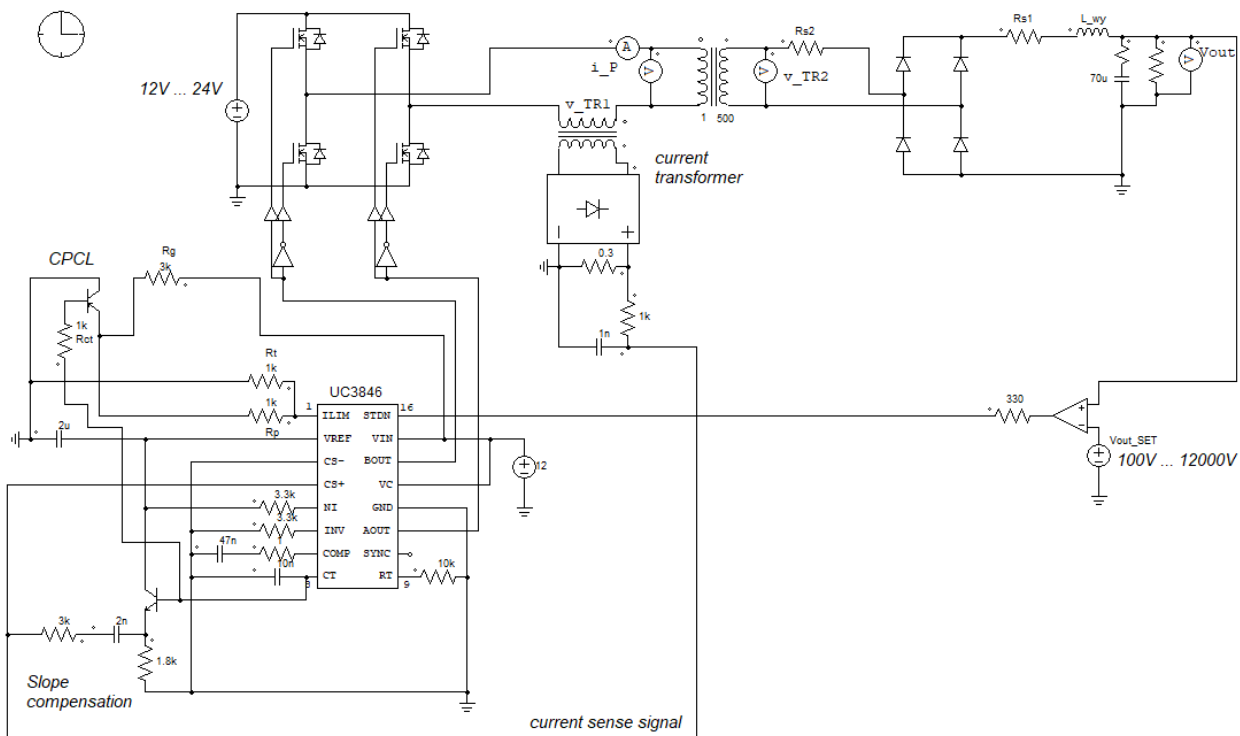 12V ... 24V
A
i_P
V
v_TR1
1
500
V
v_TR2
Rs2
Rs1
L_wy
70u
V
Vout
current
transformer
0.3
1k
1n
CPCL
Rg
3k
1k
Rct
Rt
1k
1k
Rp
2u
UC3846
1
ILIM
STDN
16
VREF
VIN
CS-
BOUT
CS+
VC
NI
GND
INV
AOUT
COMP
SYNC
CT
RT
8
9
3.3k
3.3k
47n
1
10n
10k
12
330
Vout_SET
100V ... 12000V
3k
2n
1.8k
Slope
compensation
current sense signal